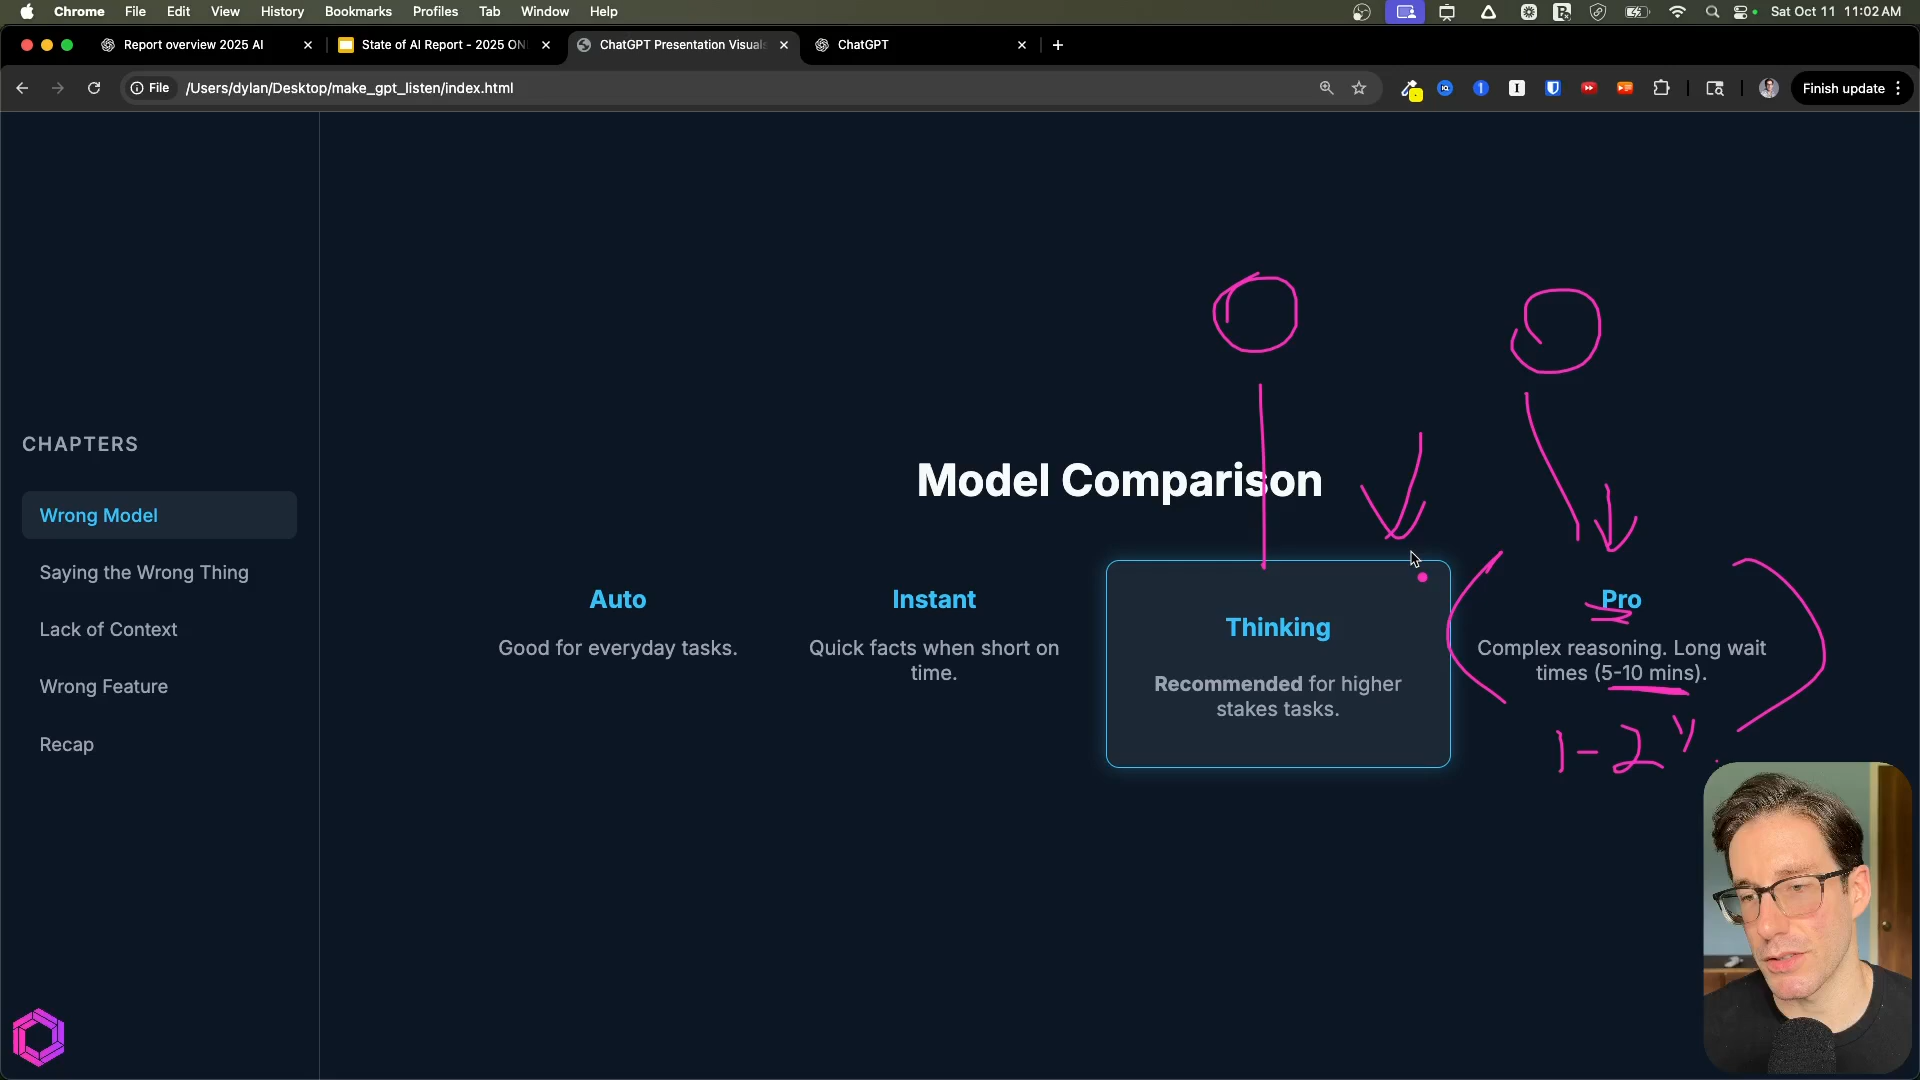 Chrome File Edit View History Bookmarks Profiles Tab Window Help Sat Oct 11 11:02 AM
Report overview 2025 AI State of AI Report - 2025 ON ChatGPT Presentation Visuals ChatGPT
File /Users/dylan/Desktop/make_gpt_listen/index.html Finish update
CHAPTERS
Wrong Model
Saying the Wrong Thing
Lack of Context
Wrong Feature
Recap
Model Comparison
Auto
Good for everyday tasks.
Instant
Quick facts when short on
time.
Thinking
Recommended for higher
stakes tasks.
Pro
Complex reasoning. Long wait
times (5-10 mins).
1-2